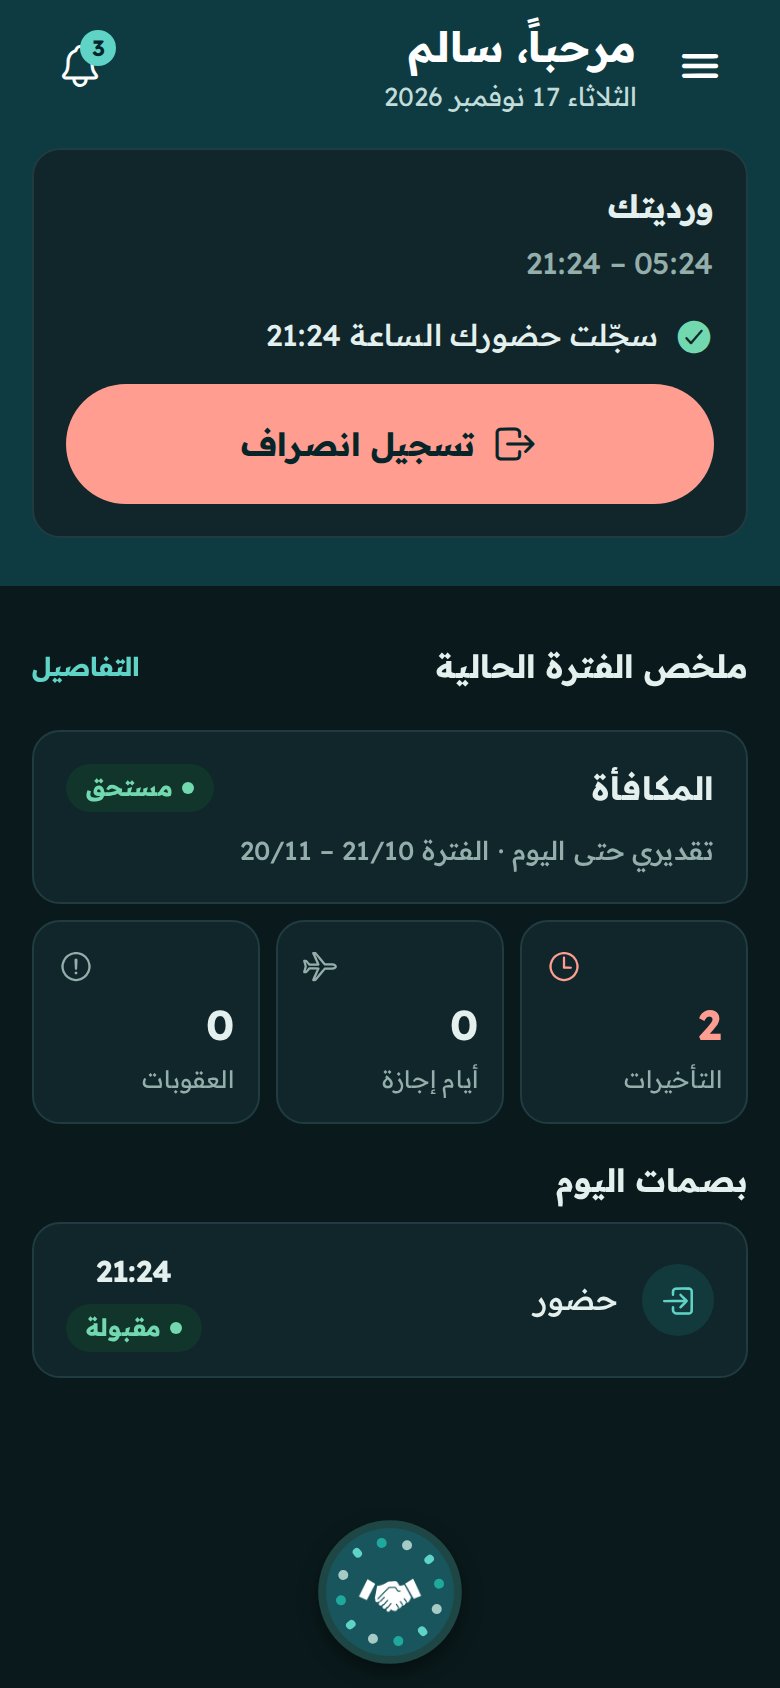 مرحباً، سالم
3
الثلاثاء 17 نوفمبر 2026
ورديتك
21:24 – 05:24
سجّلت حضورك الساعة 21:24
تسجيل انصراف
ملخص الفترة الحالية
التفاصيل
المكافأة
مستحق
تقديري حتى اليوم · الفترة 21/10 – 20/11
2
التأخيرات
0
أيام إجازة
0
العقوبات
بصمات اليوم
حضور
21:24
مقبولة